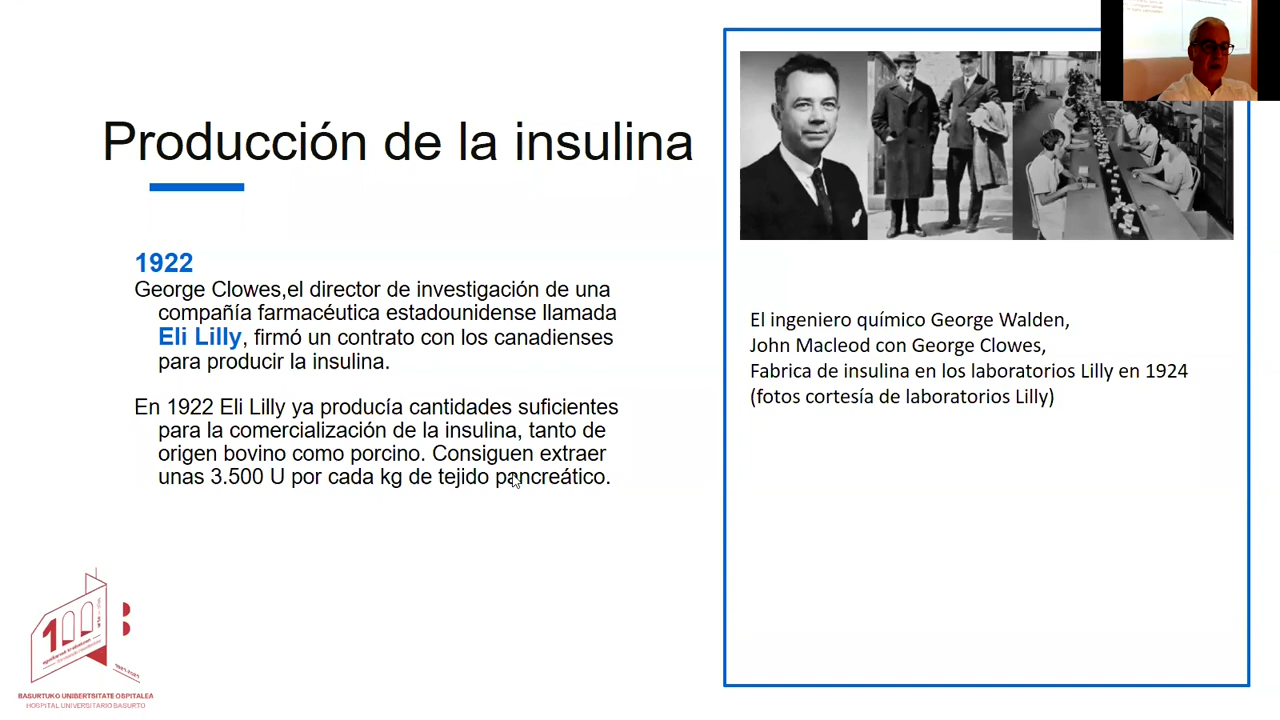 Producción de la insulina
1922
George Clowes,el director de investigación de una
compañía farmacéutica estadounidense llamada
Eli Lilly, firmó un contrato con los canadienses
para producir la insulina.
En 1922 Eli Lilly ya producía cantidades suficientes
para la comercialización de la insulina, tanto de
origen bovino como porcino. Consiguen extraer
unas 3.500 U por cada kg de tejido pancreático.
El ingeniero químico George Walden,
John Macleod con George Clowes,
Fabrica de insulina en los laboratorios Lilly en 1924
(fotos cortesía de laboratorios Lilly)
100 B
BASURTUKO UNIBERTSITATE OSPITALEA
HOSPITAL UNIVERSITARIO BASURTO